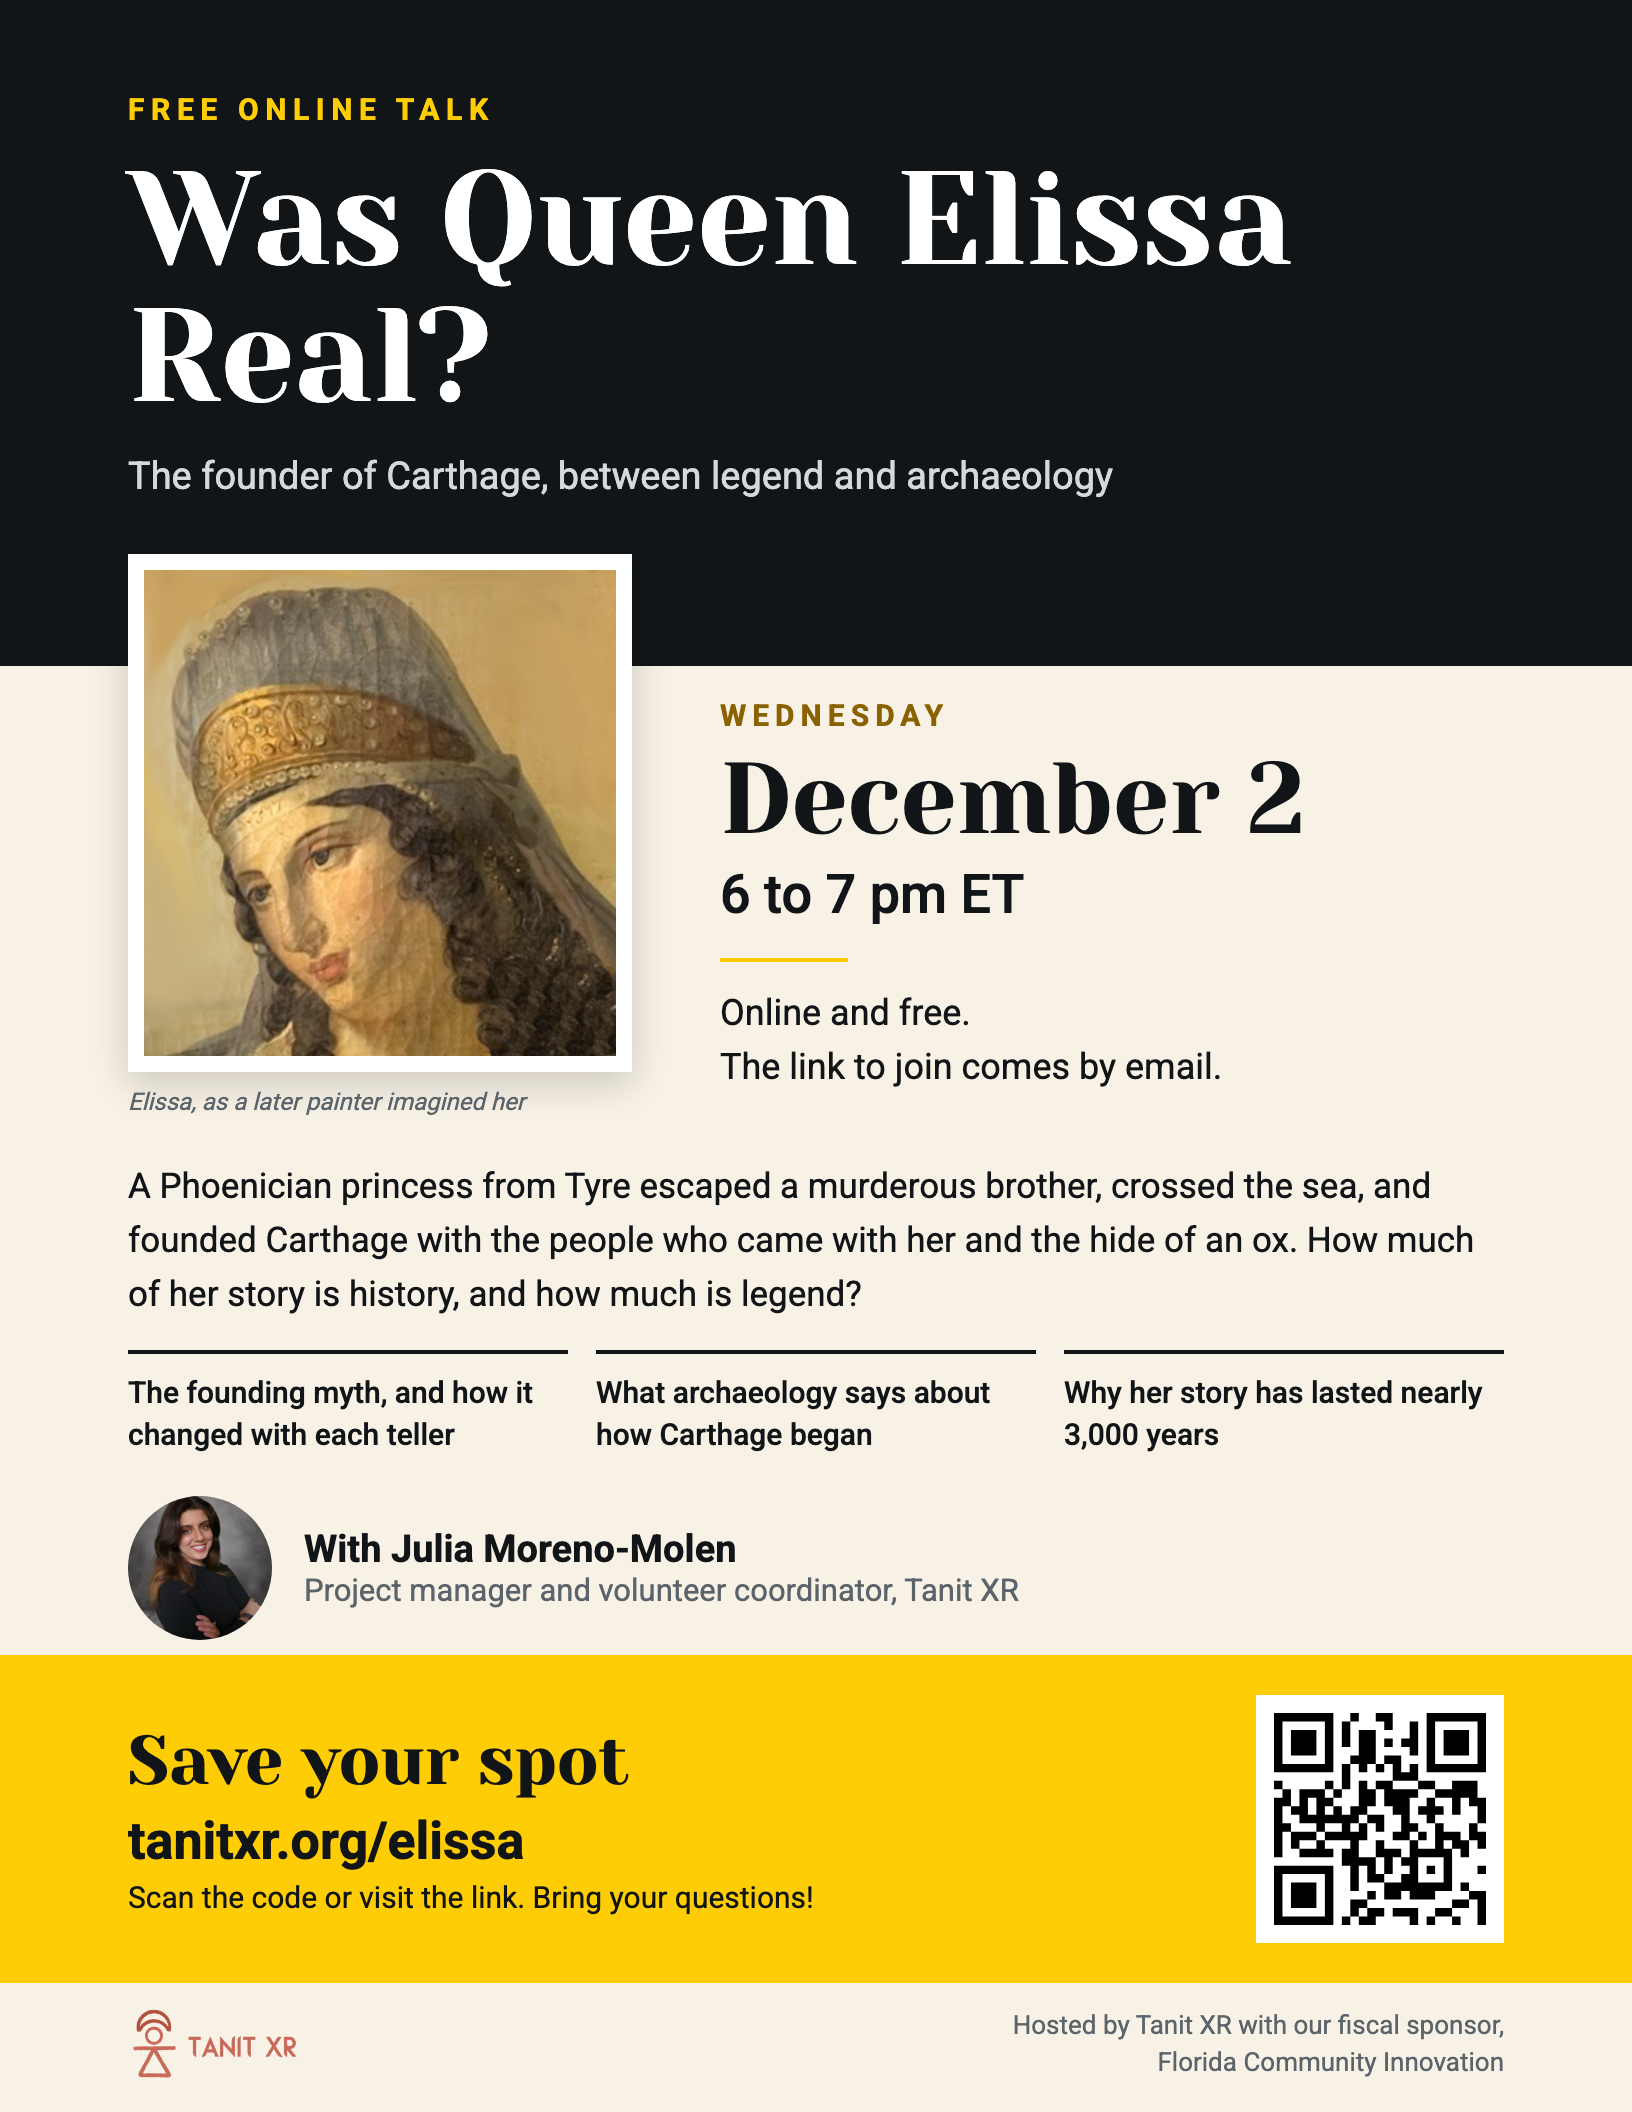 FREE ONLINE TALK
Was Queen Elissa
Real?
The founder of Carthage, between legend and archaeology
WEDNESDAY
December 2
6 to 7 pm ET
Online and free.
The link to join comes by email.
Elissa, as a later painter imagined her
A Phoenician princess from Tyre escaped a murderous brother, crossed the sea, and
founded Carthage with the people who came with her and the hide of an ox. How much
of her story is history, and how much is legend?
The founding myth, and how it
changed with each teller
What archaeology says about
how Carthage began
Why her story has lasted nearly
3,000 years
With Julia Moreno-Molen
Project manager and volunteer coordinator, Tanit XR
Save your spot
tanitxr.org/elissa
Scan the code or visit the link. Bring your questions!
TANIT XR
Hosted by Tanit XR with our fiscal sponsor,
Florida Community Innovation